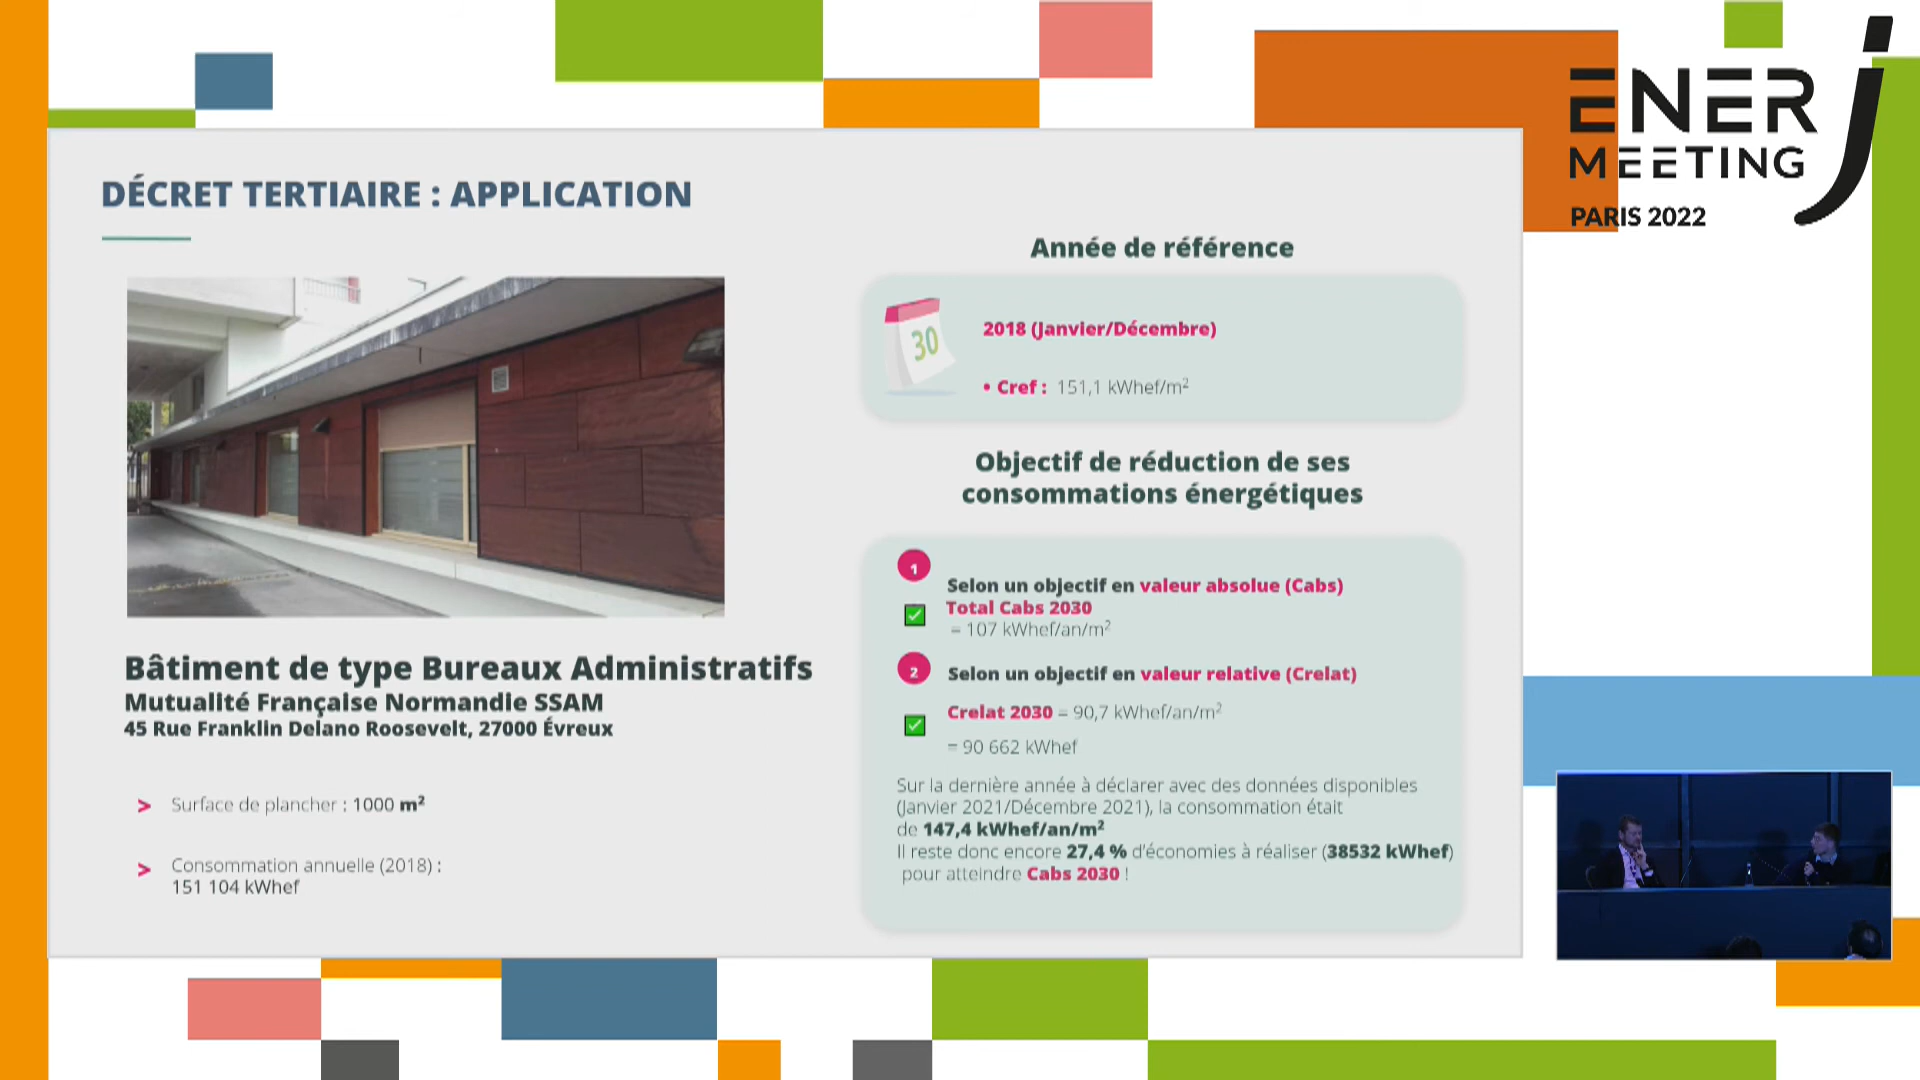 ENERJ
MEETING
PARIS 2022
DÉCRET TERTIAIRE : APPLICATION
Bâtiment de type Bureaux Administratifs
Mutualité Française Normandie SSAM
45 Rue Franklin Delano Roosevelt, 27000 Évreux
> Surface de plancher : 1000 m²
> Consommation annuelle (2018) :
151 104 kWhef
Année de référence
30
2018 (Janvier/Décembre)
• Cref : 151,1 kWhef/m²
Objectif de réduction de ses
consommations énergétiques
1
Selon un objectif en valeur absolue (Cabs)
Total Cabs 2030
= 107 kWhef/an/m²
2
Selon un objectif en valeur relative (Crelat)
Crelat 2030 = 90,7 kWhef/an/m²
= 90 662 kWhef
Sur la dernière année à déclarer avec des données disponibles
(Janvier 2021/Décembre 2021), la consommation était
de 147,4 kWhef/an/m²
Il reste donc encore 27,4 % d'économies à réaliser (38532 kWhef)
pour atteindre Cabs 2030 !